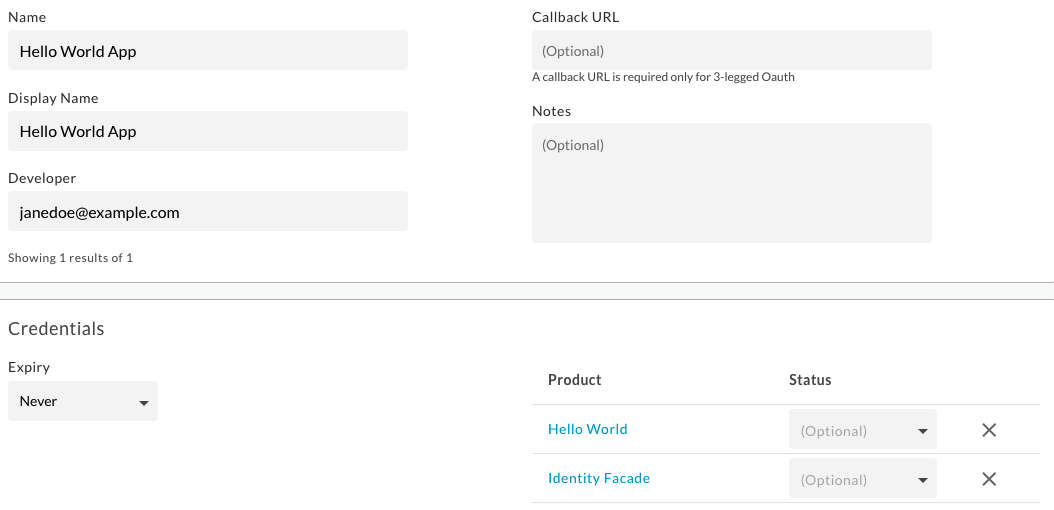 Name
Hello World App
Display Name
Hello World App
Developer
janedoe@example.com
Showing 1 results of 1
Callback URL
(Optional)
A callback URL is required only for 3-legged Oauth
Notes
(Optional)
Credentials
Expiry
Never
Product Status
Hello World (Optional)
Identity Facade (Optional)